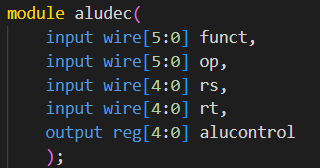 module aludec(
    input wire[5:0] funct,
    input wire[5:0] op,
    input wire[4:0] rs,
    input wire[4:0] rt,
    output reg[4:0] alucontrol
    );